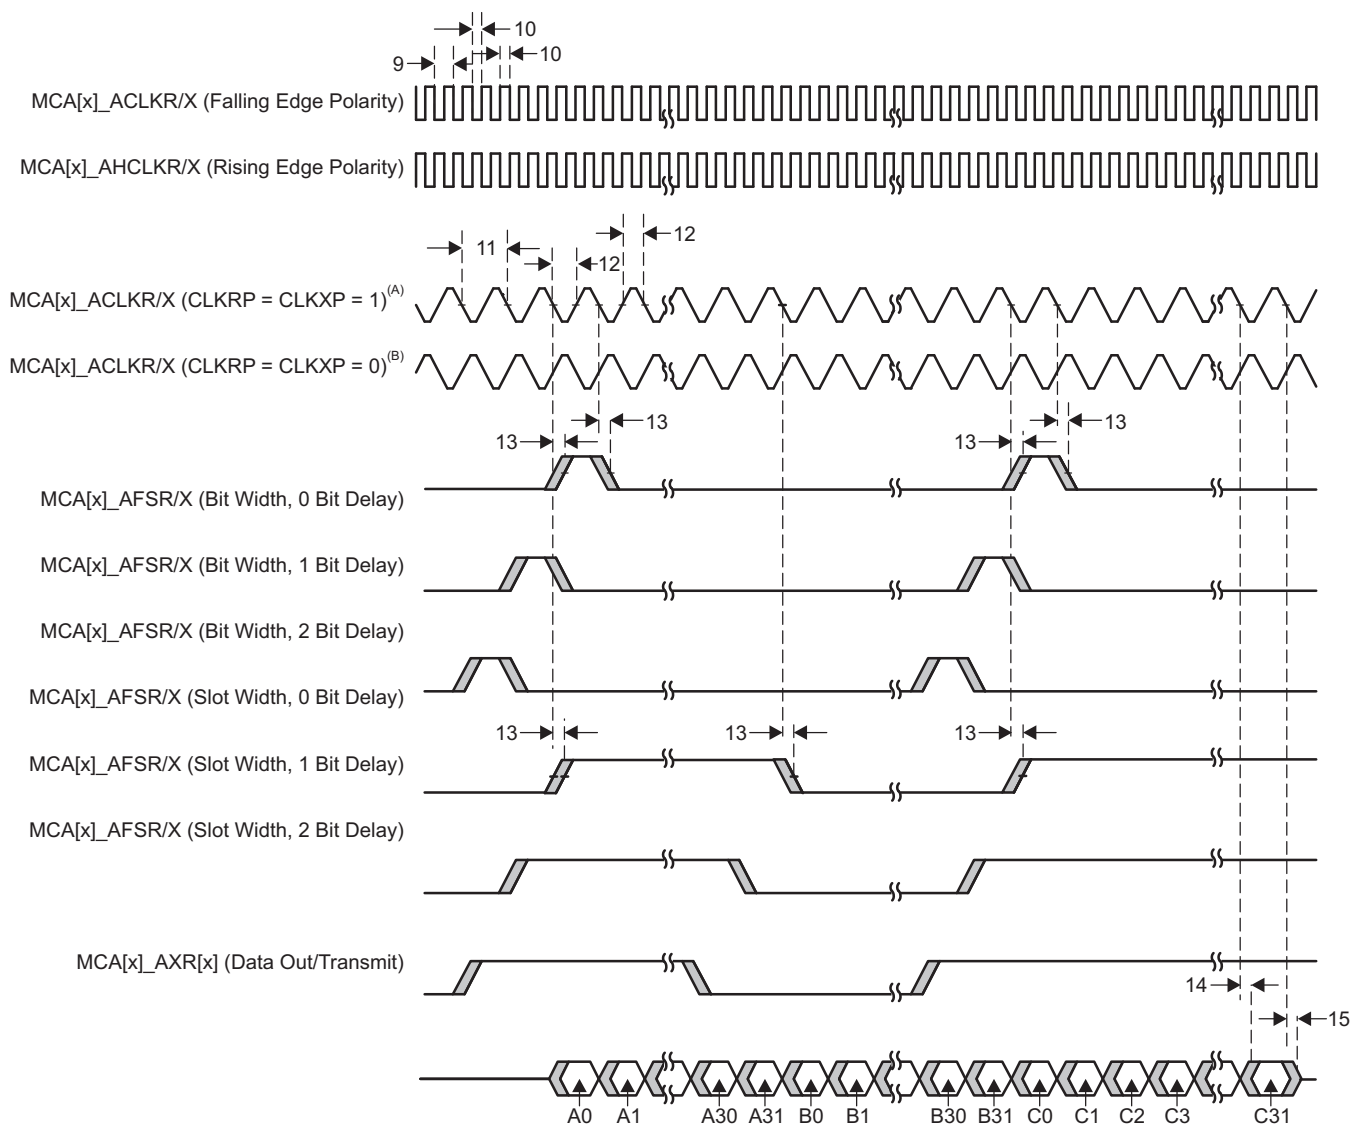 10
10
9
MCA[x]_ACLKR/X (Falling Edge Polarity)
MCA[x]_AHCLKR/X (Rising Edge Polarity)
12
11
12
MCA[x]_ACLKR/X (CLKRP = CLKXP = 1)(A)
MCA[x]_ACLKR/X (CLKRP = CLKXP = 0)(B)
13 13
13 13
MCA[x]_AFSR/X (Bit Width, 0 Bit Delay)
MCA[x]_AFSR/X (Bit Width, 1 Bit Delay)
MCA[x]_AFSR/X (Bit Width, 2 Bit Delay)
MCA[x]_AFSR/X (Slot Width, 0 Bit Delay)
13 13 13
MCA[x]_AFSR/X (Slot Width, 1 Bit Delay)
MCA[x]_AFSR/X (Slot Width, 2 Bit Delay)
MCA[x]_AXR[x] (Data Out/Transmit)
14
15
A0 A1 A30 A31 B0 B1 B30 B31 C0 C1 C2 C3 C31